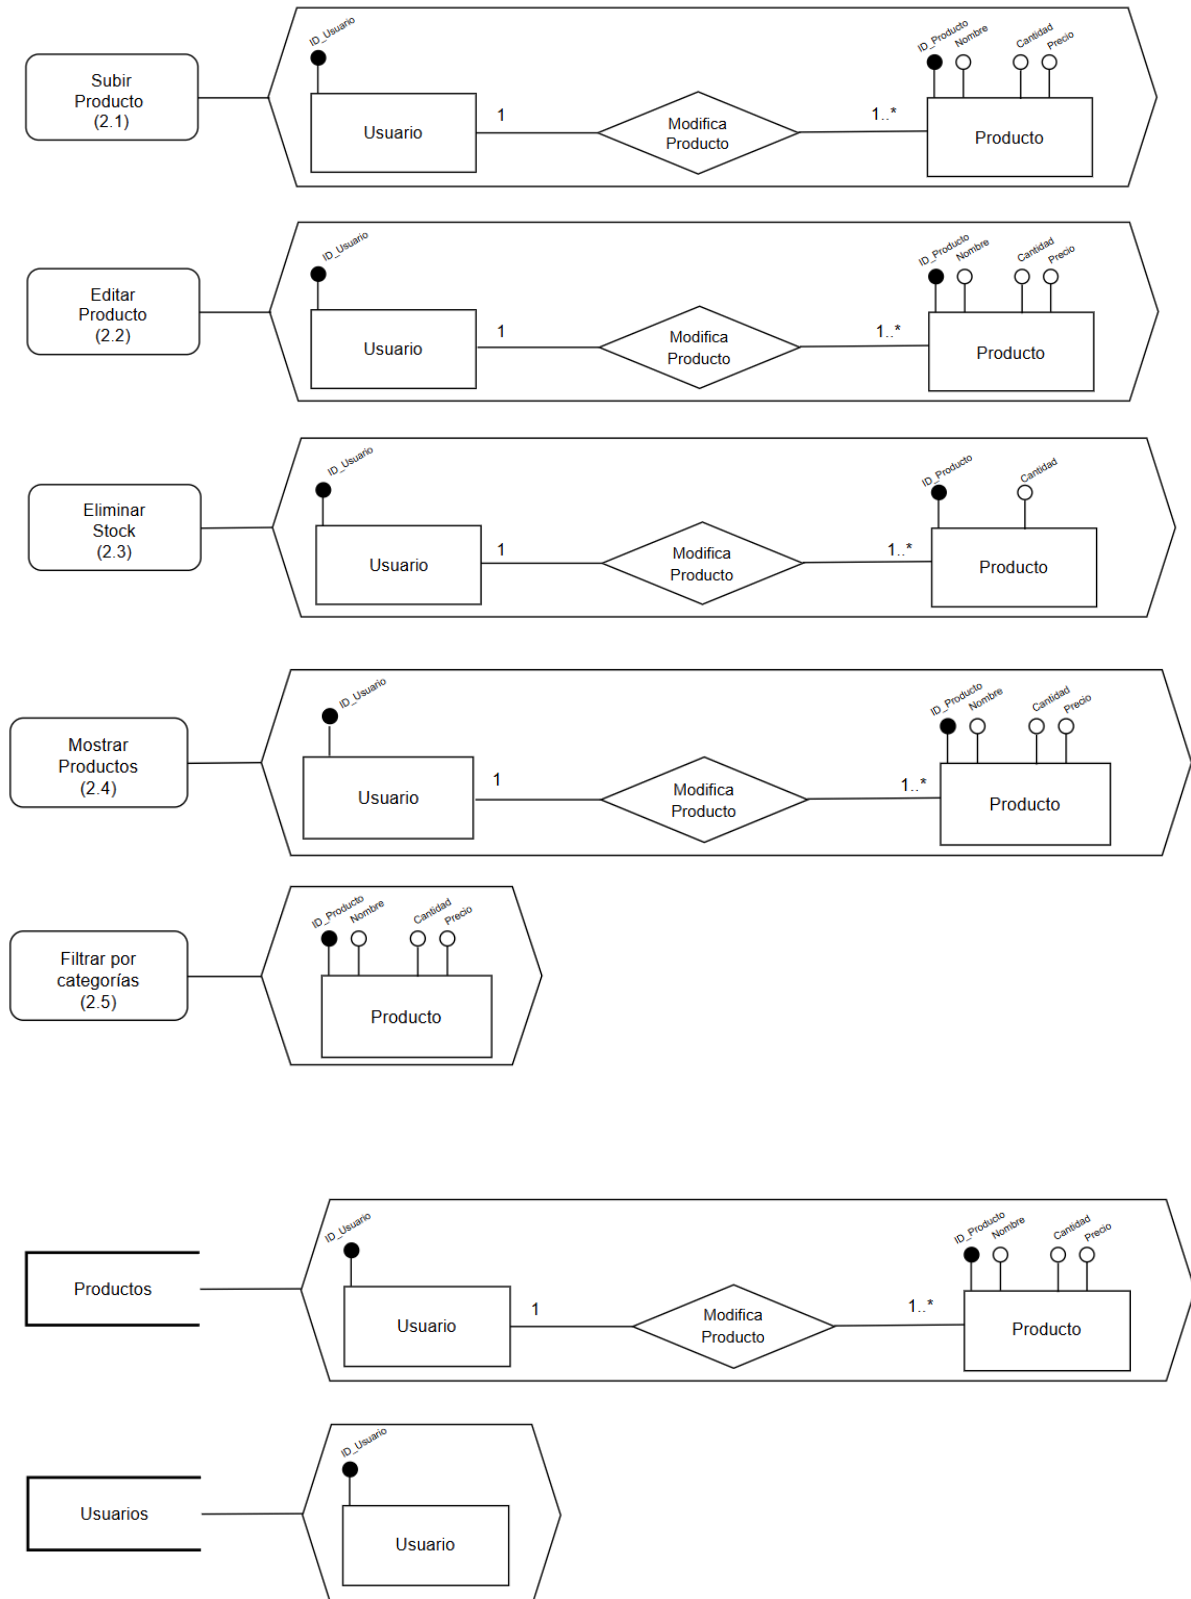 ID_Usuario
ID_Producto
Nombre
Cantidad
Precio
Subir
Producto
(2.1)
Usuario
1
Modifica
Producto
1..*
Producto
ID_Usuario
ID_Producto
Nombre
Cantidad
Precio
Editar
Producto
(2.2)
Usuario
1
Modifica
Producto
1..*
Producto
ID_Usuario
ID_Producto
Cantidad
Eliminar
Stock
(2.3)
Usuario
1
Modifica
Producto
1..*
Producto
ID_Usuario
ID_Producto
Nombre
Cantidad
Precio
Mostrar
Productos
(2.4)
Usuario
1
Modifica
Producto
1..*
Producto
ID_Producto
Nombre
Cantidad
Precio
Filtrar por
categorías
(2.5)
Producto
ID_Usuario
ID_Producto
Nombre
Cantidad
Precio
Productos
Usuario
1
Modifica
Producto
1..*
Producto
ID_Usuario
Usuarios
Usuario